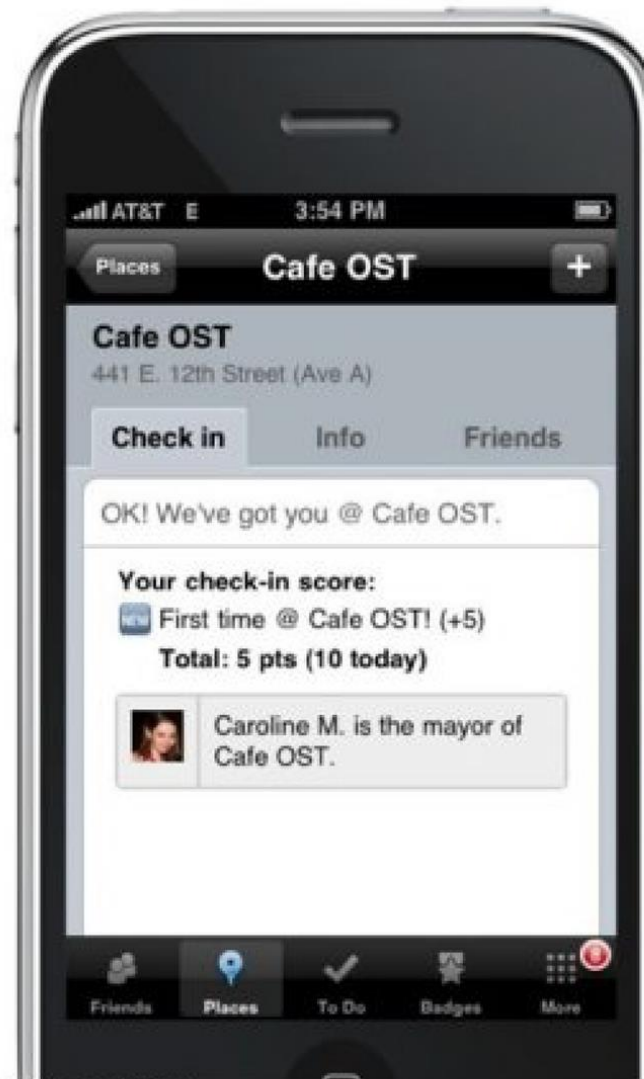 AT&T E 3:54 PM
Places Cafe OST +
Cafe OST
441 E. 12th Street (Ave A)
Check in Info Friends
OK! We've got you @ Cafe OST.
Your check-in score:
NEW First time @ Cafe OST! (+5)
Total: 5 pts (10 today)
Caroline M. is the mayor of
Cafe OST.
Friends Places To Do Badges More